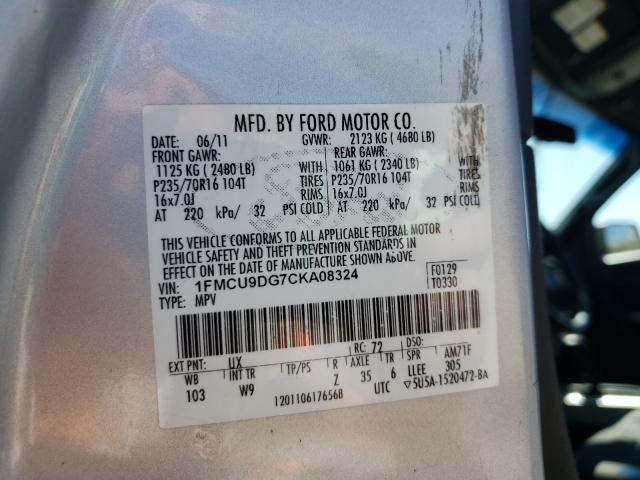 MFD. BY FORD MOTOR CO.
DATE: 06/11 GVWR: 2123 KG ( 4680 LB)
FRONT GAWR: REAR GAWR:
1125 KG ( 2480 LB) WITH 1061 KG ( 2340 LB) WITH
P235/70R16 104T TIRES P235/70R16 104T TIRES
16x7.0J RIMS 16x7.0J RIMS
AT 220 kPa/ 32 PSI COLD AT 220 kPa/ 32 PSI COLD
THIS VEHICLE CONFORMS TO ALL APPLICABLE FEDERAL MOTOR
VEHICLE SAFETY AND THEFT PREVENTION STANDARDS IN
EFFECT ON THE DATE OF MANUFACTURE SHOWN ABOVE.
VIN: 1FMCU9DG7CKA08324 F0129
TYPE: MPV T0330
EXT PNT: UX RC: 72 DSO:
WB INT TR TP/PS R AXLE TR SPR AM71F
103 W9 Z 35 6 LLEE 305
1201106176568 UTC ▽5U5A-1520472-BA